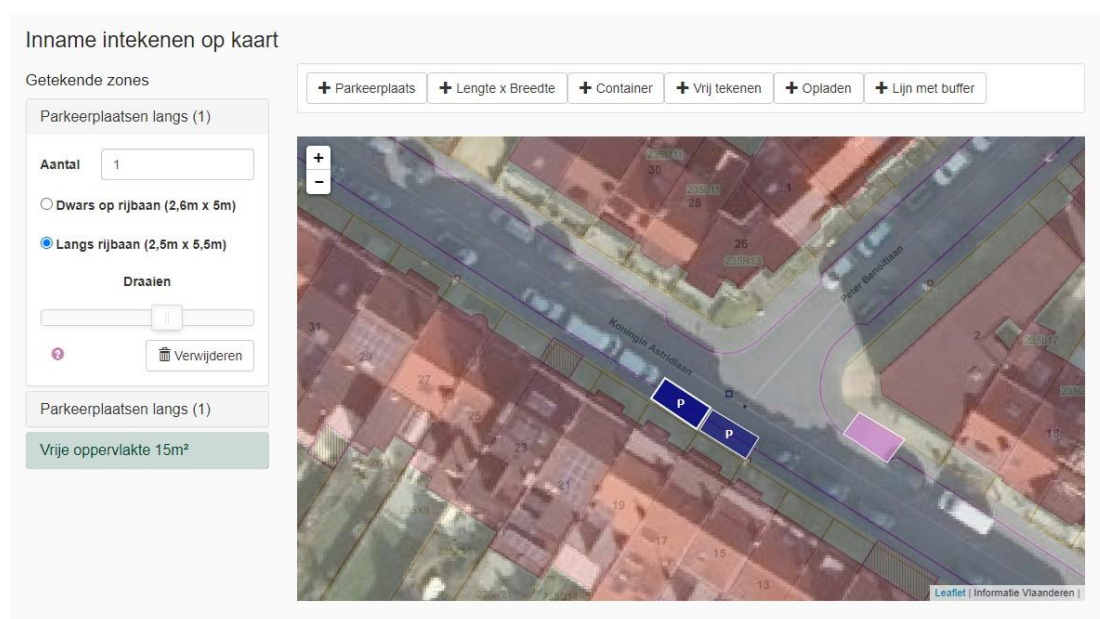 Inname intekenen op kaart
Getekende zones
Parkeerplaatsen langs (1)
Aantal 1
Dwars op rijbaan (2,6m x 5m)
Langs rijbaan (2,5m x 5,5m)
Draaien
Verwijderen
Parkeerplaatsen langs (1)
Vrije oppervlakte 15m²
+ Parkeerplaats + Lengte x Breedte + Container + Vrij tekenen + Opladen + Lijn met buffer
+
−
30
28
1
26
235R13
Peter Benoitlaan
Koningin Astridlaan
31
29
27
25
23
21
19
17
15
13
2
18
P
P
235X8
Leaflet | Informatie Vlaanderen |